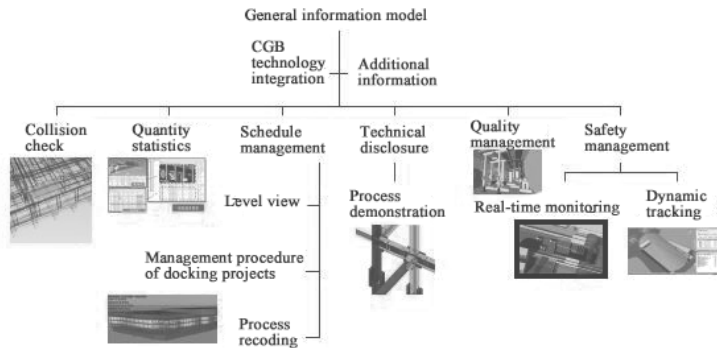 General information model
CGB
technology
integration
Additional
information
Collision
check
Quantity
statistics
Schedule
management
Technical
disclosure
Quality
management
Safety
management
Level view
Process
demonstration
Real-time monitoring
Dynamic
tracking
Management procedure
of docking projects
Process
recoding